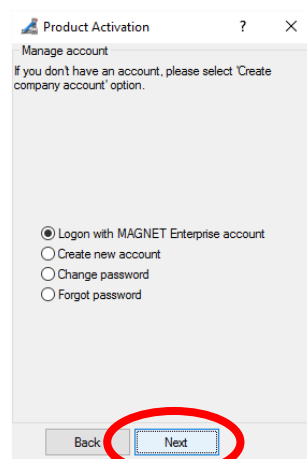 Product Activation ? ×
Manage account
If you don't have an account, please select 'Create
company account' option.
Logon with MAGNET Enterprise account
Create new account
Change password
Forgot password
Back Next